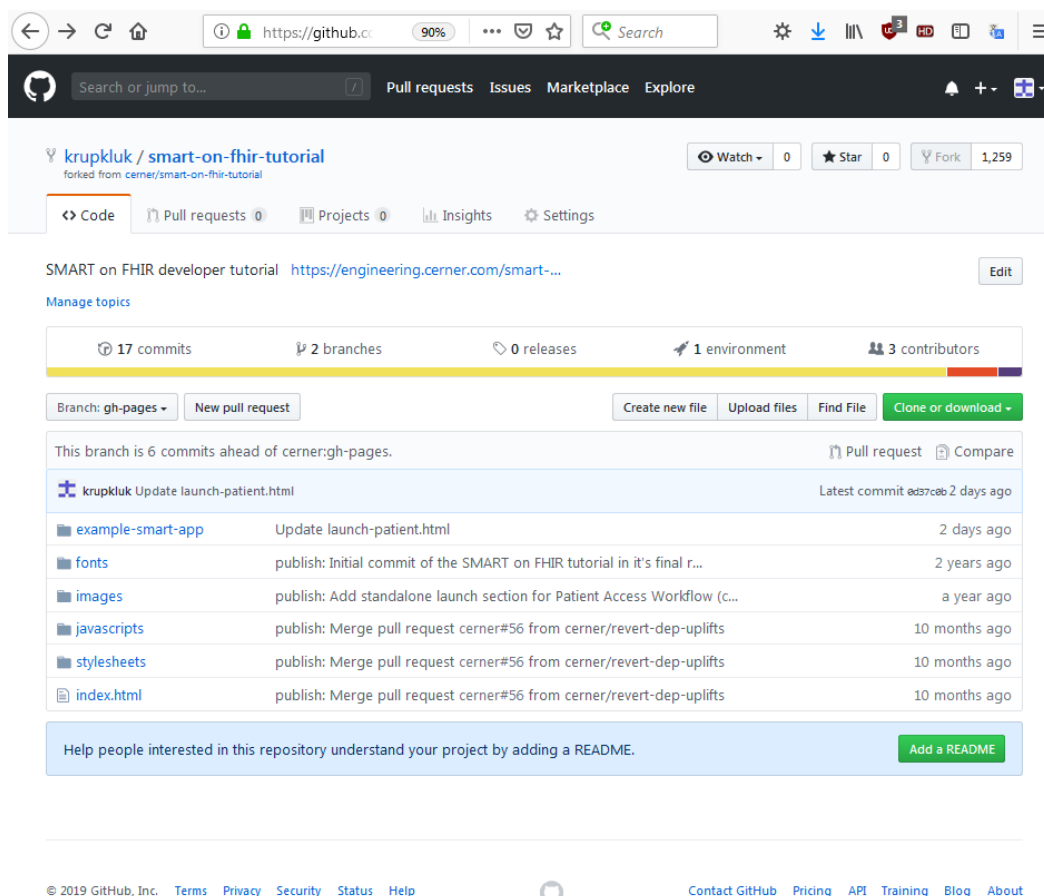 https://github.co 90% Search 3 HD
Search or jump to... / Pull requests Issues Marketplace Explore
krupkluk / smart-on-fhir-tutorial Watch 0 Star 0 Fork 1,259
forked from cerner/smart-on-fhir-tutorial
Code Pull requests 0 Projects 0 Insights Settings
SMART on FHIR developer tutorial https://engineering.cerner.com/smart-... Edit
Manage topics
17 commits 2 branches 0 releases 1 environment 3 contributors
Branch: gh-pages New pull request Create new file Upload files Find File Clone or download
This branch is 6 commits ahead of cerner:gh-pages. Pull request Compare
krupkluk Update launch-patient.html Latest commit 0d37c0b 2 days ago
example-smart-app Update launch-patient.html 2 days ago
fonts publish: Initial commit of the SMART on FHIR tutorial in it's final r... 2 years ago
images publish: Add standalone launch section for Patient Access Workflow (c... a year ago
javascripts publish: Merge pull request cerner#56 from cerner/revert-dep-uplifts 10 months ago
stylesheets publish: Merge pull request cerner#56 from cerner/revert-dep-uplifts 10 months ago
index.html publish: Merge pull request cerner#56 from cerner/revert-dep-uplifts 10 months ago
Help people interested in this repository understand your project by adding a README. Add a README
© 2019 GitHub, Inc. Terms Privacy Security Status Help Contact GitHub Pricing API Training Blog About